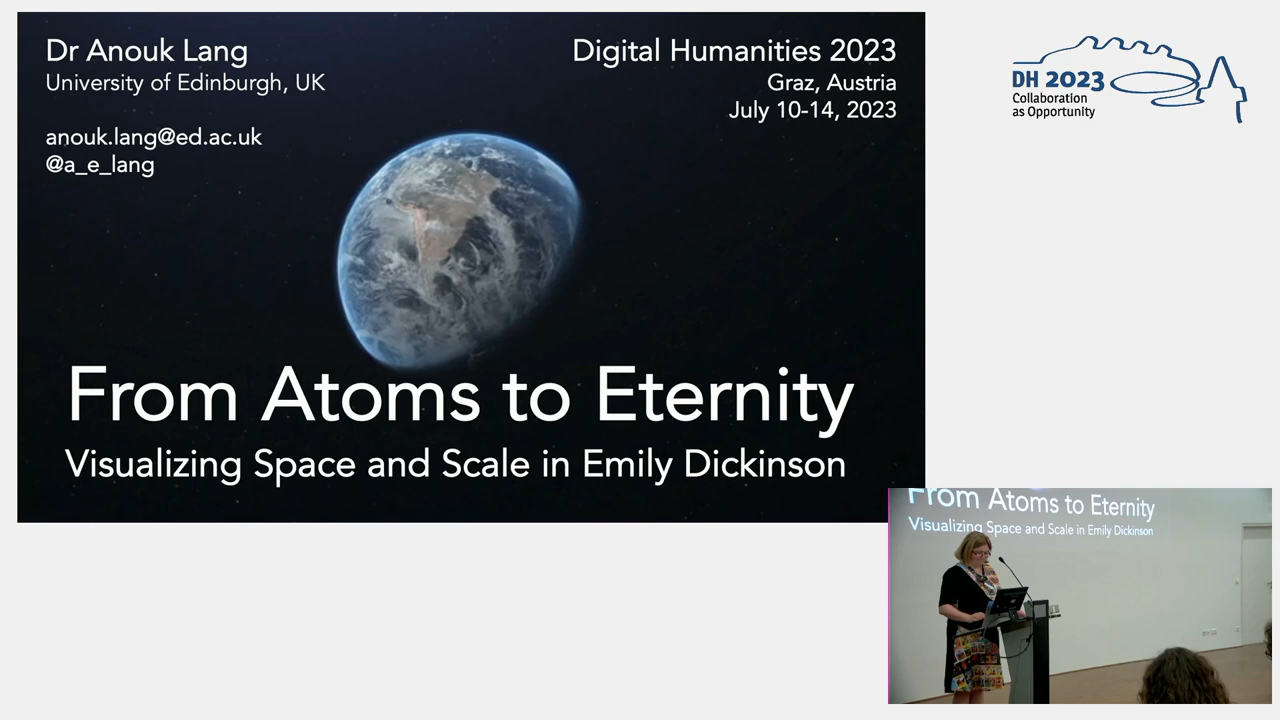 Dr Anouk Lang
University of Edinburgh, UK
anouk.lang@ed.ac.uk
@a_e_lang
Digital Humanities 2023
Graz, Austria
July 10-14, 2023
From Atoms to Eternity
Visualizing Space and Scale in Emily Dickinson
DH 2023
Collaboration
as Opportunity
From Atoms to Eternity
Visualizing Space and Scale in Emily Dickinson